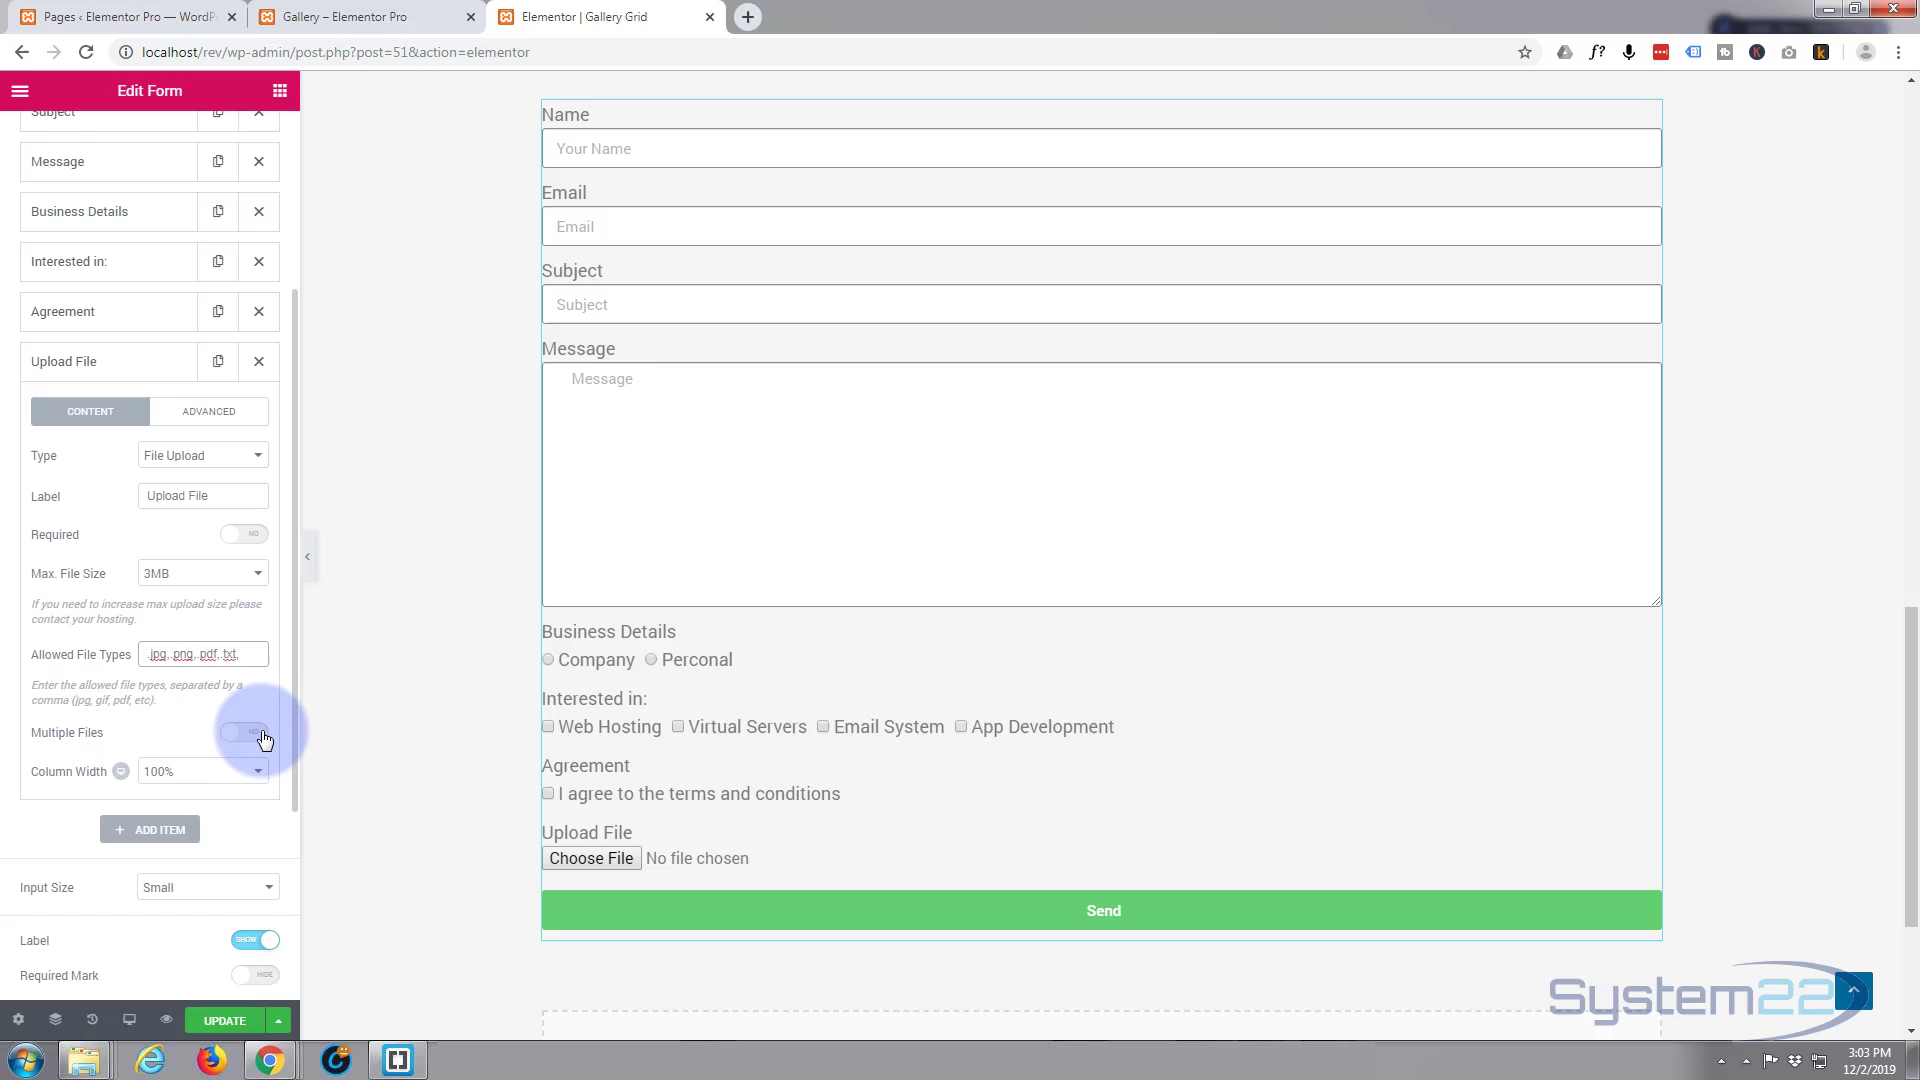 Pages ‹ Elementor Pro — WordP
Gallery – Elementor Pro
Elementor | Gallery Grid
localhost/rev/wp-admin/post.php?post=51&action=elementor
Edit Form
Subject
Message
Business Details
Interested in:
Agreement
Upload File
CONTENT
ADVANCED
Type
File Upload
Label
Upload File
Required
NO
Max. File Size
3MB
If you need to increase max upload size please
contact your hosting.
Allowed File Types
.jpg,.png,.pdf,.txt,
Enter the allowed file types, separated by a
comma (jpg, gif, pdf, etc).
Multiple Files
NO
Column Width
100%
+ ADD ITEM
Input Size
Small
Label
SHOW
Required Mark
HIDE
UPDATE
Name
Your Name
Email
Email
Subject
Subject
Message
Message
Business Details
Company
Perconal
Interested in:
Web Hosting
Virtual Servers
Email System
App Development
Agreement
I agree to the terms and conditions
Upload File
Choose File
No file chosen
Send
System22
3:03 PM
12/2/2019